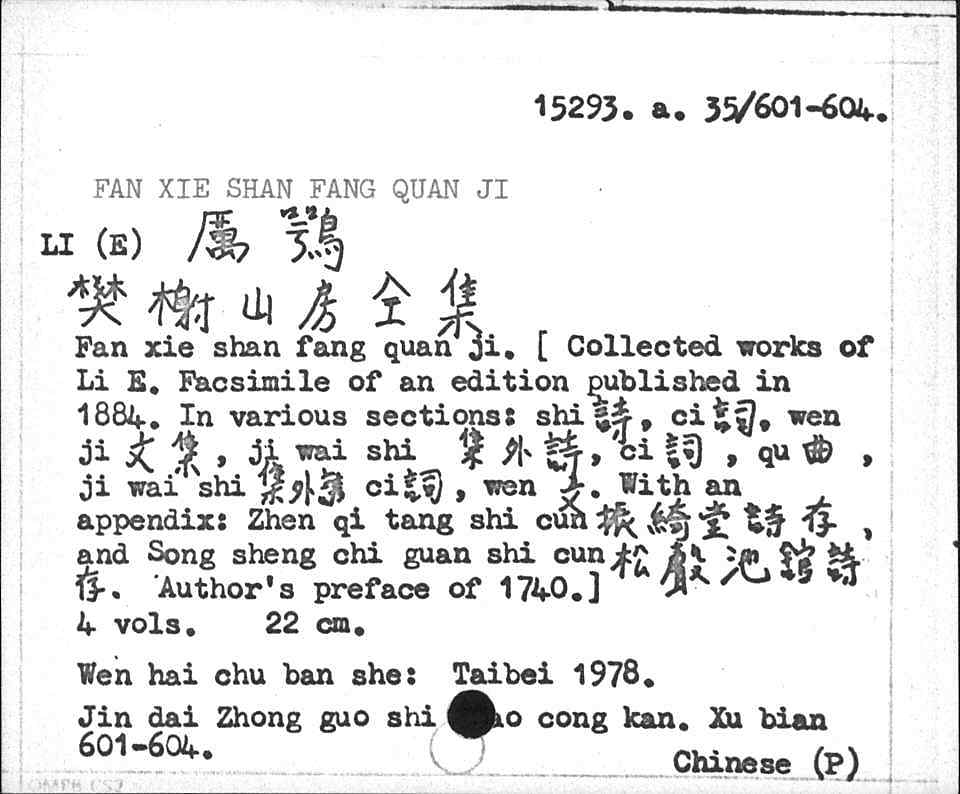 15293. a. 35/601-604.
FAN XIE SHAN FANG QUAN JI
LI (E) 厲鶚
樊榭山房全集
Fan xie shan fang quan ji. [ Collected works of
Li E. Facsimile of an edition published in
1884. In various sections: shi 詩, ci 詞, wen
ji 文集, ji wai shi 集外詩, ci 詞, qu 曲,
ji wai shi 集外 ci 詞, wen 文. With an
appendix: Zhen qi tang shi cun 振綺堂詩存,
and Song sheng chi guan shi cun 松聲池館詩
存. Author's preface of 1740.]
4 vols. 22 cm.
Wen hai chu ban she: Taibei 1978.
Jin dai Zhong guo shi cong kan. Xu bian
601-604.
Chinese (P)